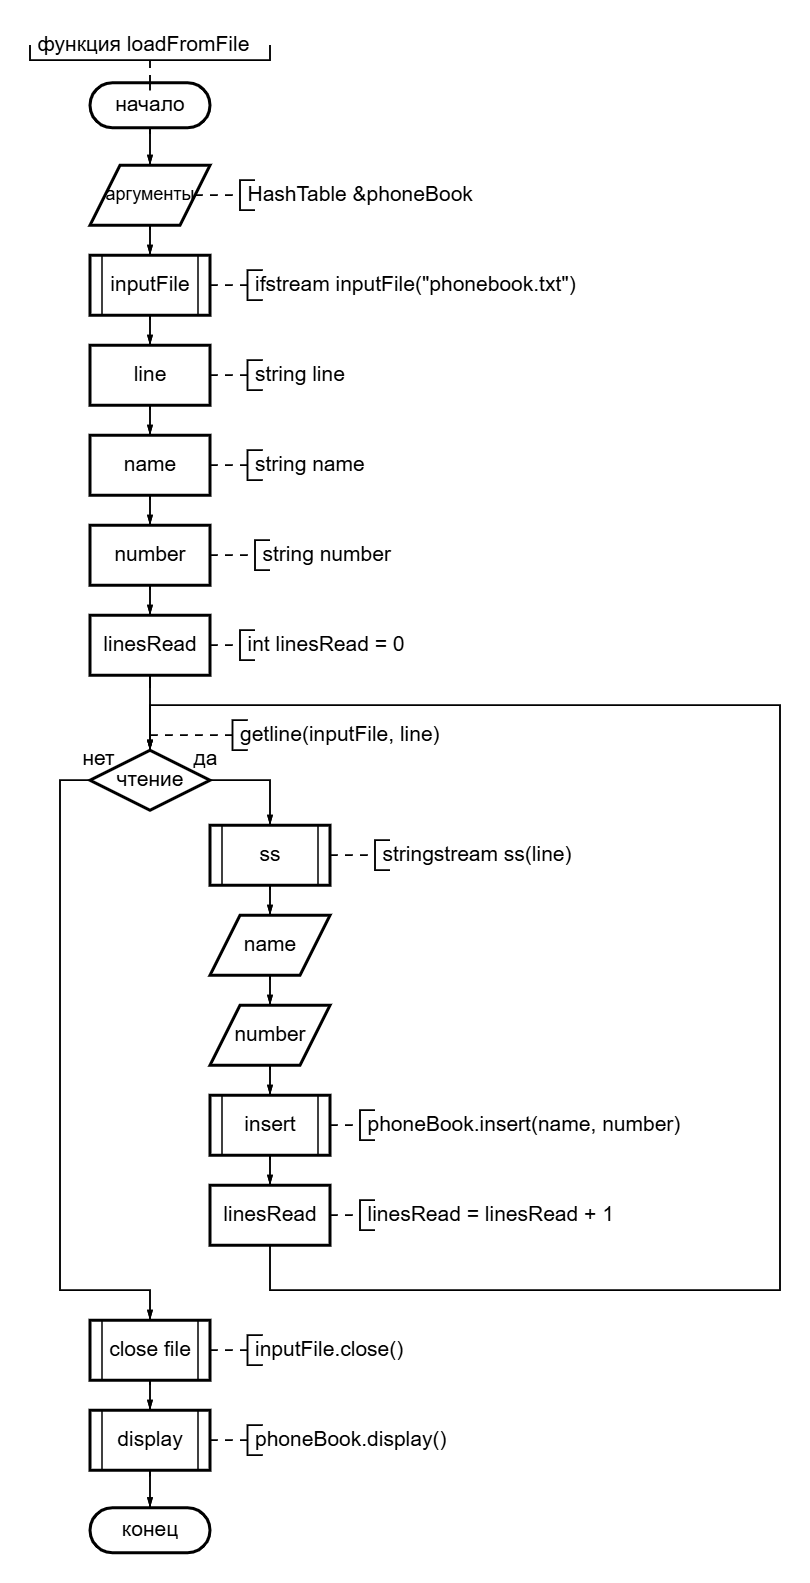 функция loadFromFile
начало
аргументы
HashTable &phoneBook
inputFile
ifstream inputFile("phonebook.txt")
line
string line
name
string name
number
string number
linesRead
int linesRead = 0
getline(inputFile, line)
нет
да
чтение
ss
stringstream ss(line)
name
number
insert
phoneBook.insert(name, number)
linesRead
linesRead = linesRead + 1
close file
inputFile.close()
display
phoneBook.display()
конец